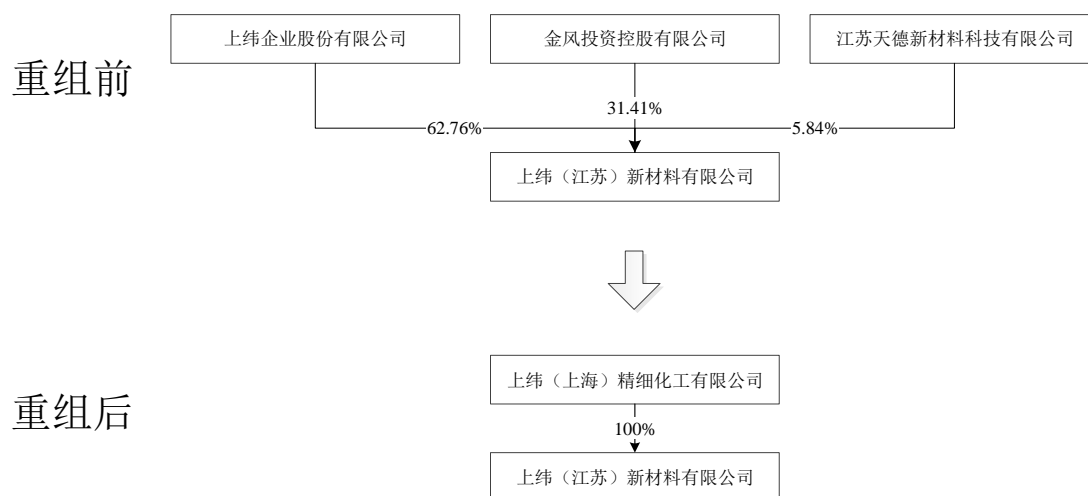 重组前
上纬企业股份有限公司
金风投资控股有限公司
江苏天德新材料科技有限公司
62.76%
31.41%
5.84%
上纬（江苏）新材料有限公司
重组后
上纬（上海）精细化工有限公司
100%
上纬（江苏）新材料有限公司